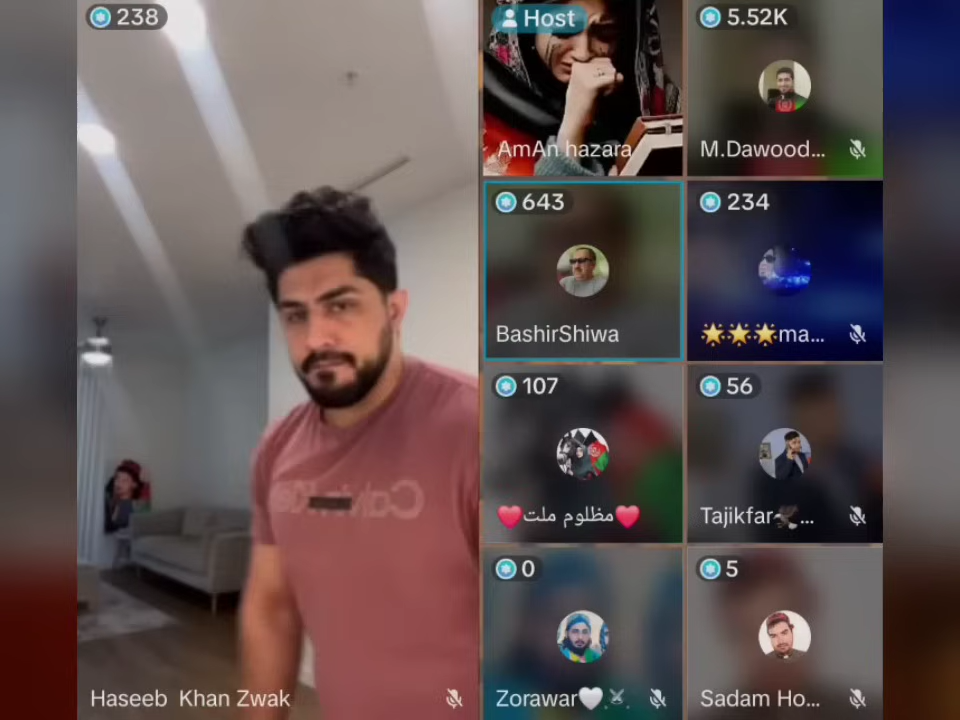 238
Host
AmAn hazara
5.52K
M.Dawood...
643
BashirShiwa
234
🌟🌟🌟ma...
107
❤️مظلوم ملت❤️
56
Tajikfar...
0
Zorawar🤍
5
Sadam Ho...
Haseeb Khan Zwak